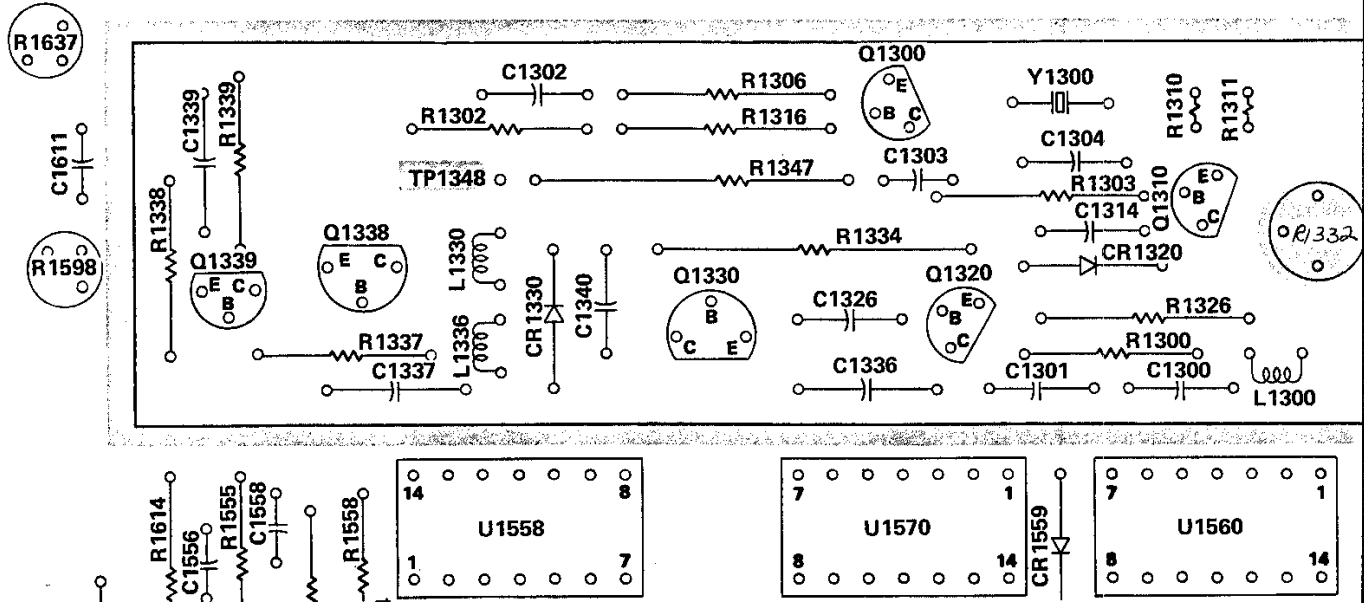 R1637
Q1300
C1302
R1306
Y1300
C1339
R1339
E
R1310
R1311
R1302
R1316
B
C
C1304
C1611
C1303
TP1348
R1347
R1303
E
R1338
B
Q1310
C1314
C
R1332
Q1338
L1330
R1334
CR1320
R1598
Q1339
E
C
Q1330
Q1320
E
C
B
B
CR1330
C1340
B
C1326
E
B
R1326
C
E
C
R1337
L1336
R1300
C1337
C1336
C1301
C1300
L1300
14
8
7
1
7
1
R1614
C1556
R1555
C1558
R1558
U1558
U1570
CR1559
U1560
1
7
8
14
8
14